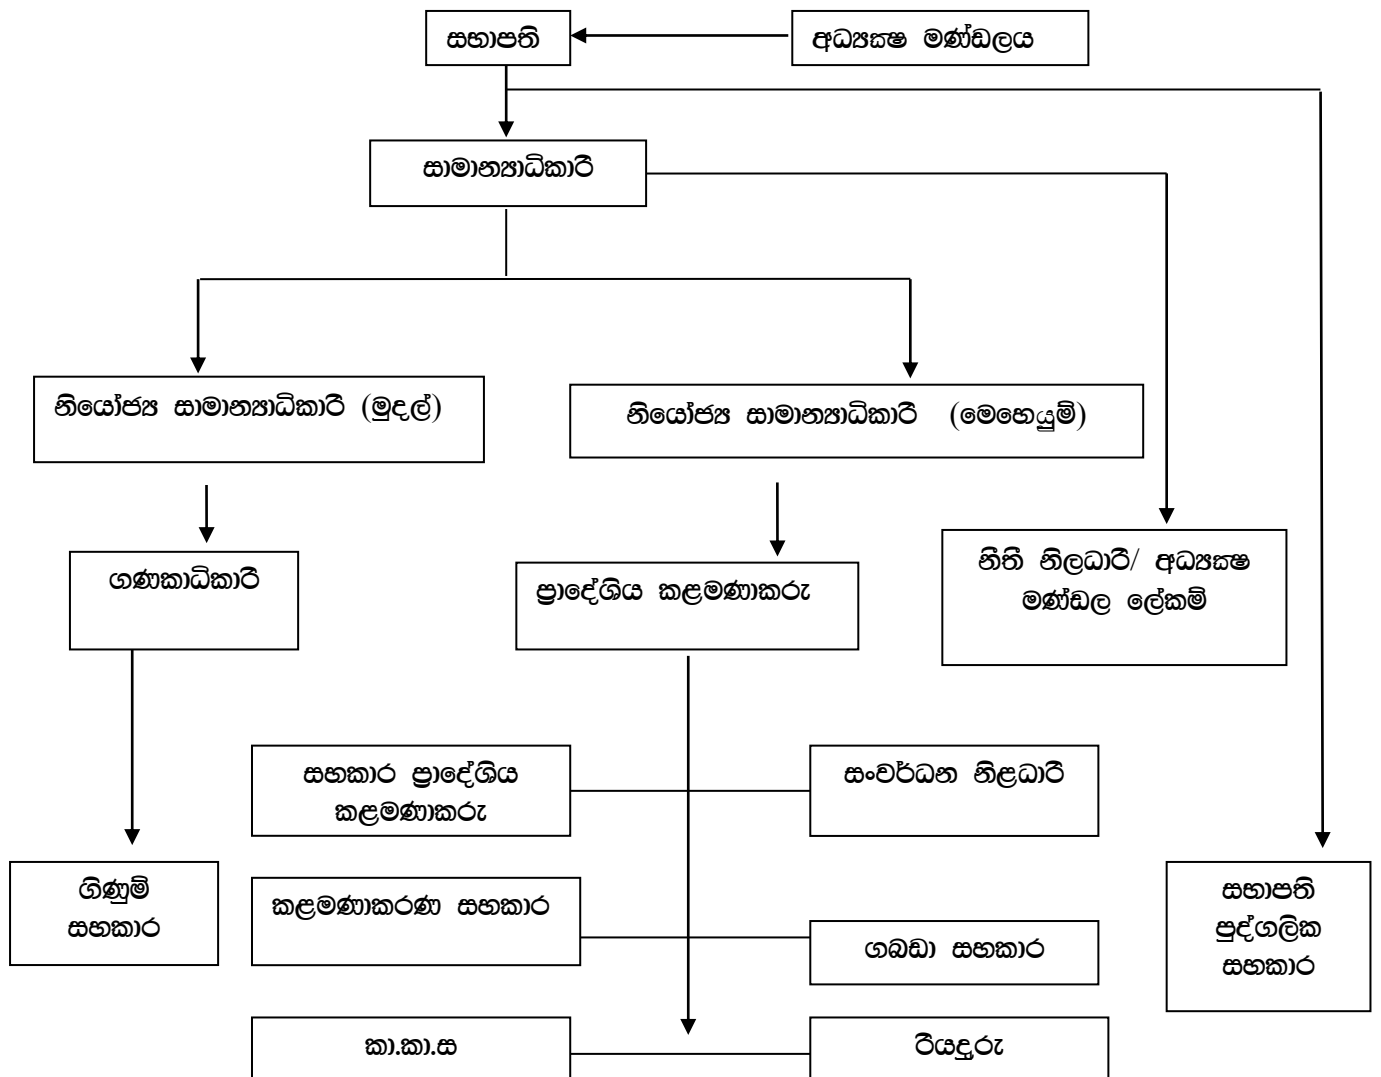 සභාපති
අධ්‍යක්‍ෂ මණ්ඩලය
සාමාන්‍යාධිකාරී
නියෝජ්‍ය සාමාන්‍යාධිකාරී (මුදල්)
නියෝජ්‍ය සාමාන්‍යාධිකාරී (මෙහෙයුම්)
ගණකාධිකාරී
ප්‍රාදේශිය කළමණාකරු
නීතී නිලධාරී/ අධ්‍යක්‍ෂ
මණ්ඩල ලේකම්
සහකාර ප්‍රාදේශිය
කළමණාකරු
සංවර්ධන නිළධාරී
ගිණුම්
සහකාර
කළමණාකරණ සහකාර
ගබඩා සහකාර
සභාපති
පුද්ගලික
සහකාර
කා.කා.ස
රියදුරු